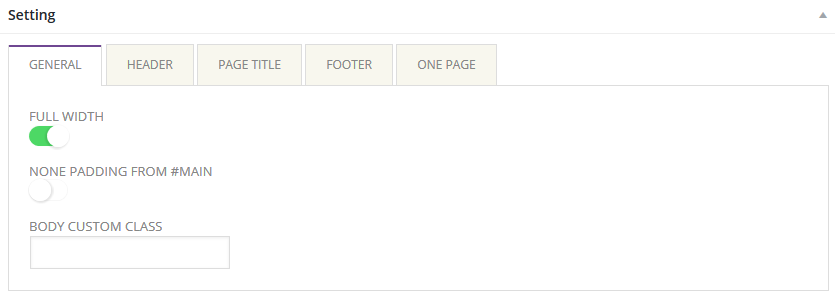 Setting
GENERAL HEADER PAGE TITLE FOOTER ONE PAGE
FULL WIDTH
NONE PADDING FROM #MAIN
BODY CUSTOM CLASS